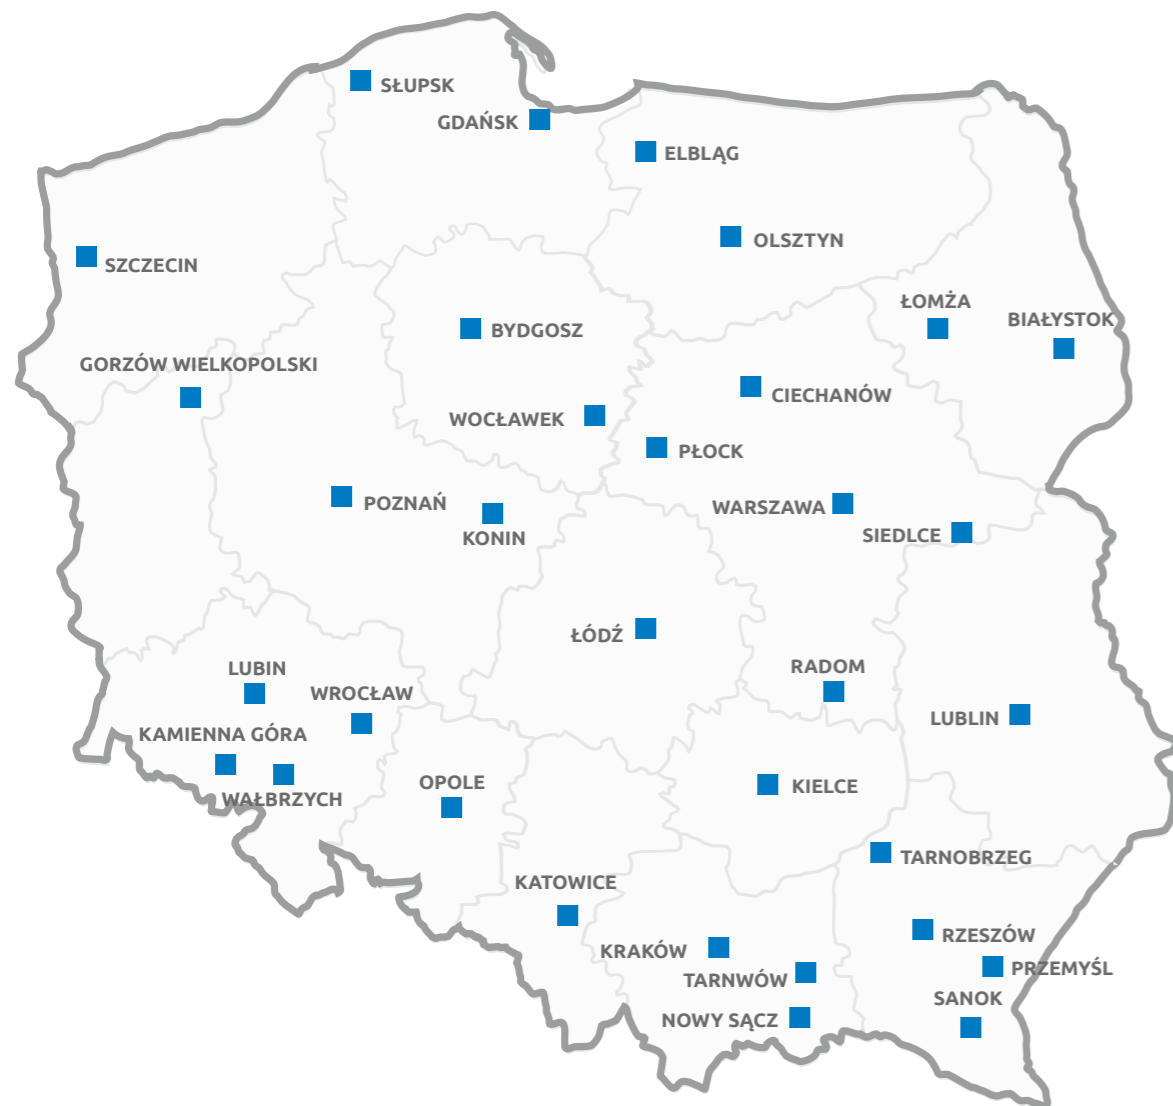 SŁUPSK
GDAŃSK
ELBLĄG
OLSZTYN
SZCZECIN
ŁOMŻA
BIAŁYSTOK
BYDGOSZ
GORZÓW WIELKOPOLSKI
CIECHANÓW
WOCŁAWEK
PŁOCK
POZNAŃ
WARSZAWA
KONIN
SIEDLCE
ŁÓDŹ
LUBIN
RADOM
WROCŁAW
LUBLIN
KAMIENNA GÓRA
OPOLE
KIELCE
WAŁBRZYCH
TARNOBRZEG
KATOWICE
RZESZÓW
KRAKÓW
PRZEMYŚL
TARNWÓW
SANOK
NOWY SĄCZ